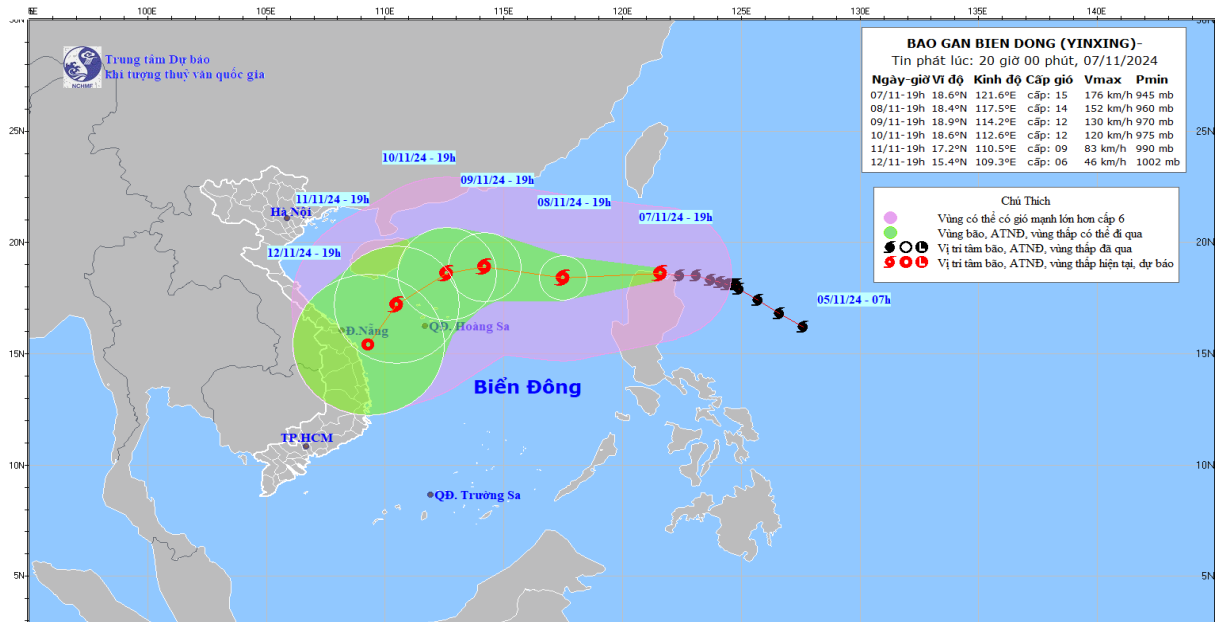 100E 105E 110E 115E 120E 125E 130E 135E 140E
Trung tâm Dự báo
khí tượng thuỷ văn quốc gia
NCHMF
BAO GAN BIEN DONG (YINXING)-
Tin phát lúc: 20 giờ 00 phút, 07/11/2024
Ngày-giờ Vĩ độ Kinh độ Cấp gió Vmax Pmin
07/11-19h 18.6°N 121.6°E cấp: 15 176 km/h 945 mb
08/11-19h 18.4°N 117.5°E cấp: 14 152 km/h 960 mb
09/11-19h 18.9°N 114.2°E cấp: 12 130 km/h 970 mb
10/11-19h 18.6°N 112.6°E cấp: 12 120 km/h 975 mb
11/11-19h 17.2°N 110.5°E cấp: 09 83 km/h 990 mb
12/11-19h 15.4°N 109.3°E cấp: 06 46 km/h 1002 mb
Chú Thích
Vùng có thể có gió mạnh lớn hơn cấp 6
Vùng bão, ATNĐ, vùng thấp có thể đi qua
L Vị trí tâm bão, ATNĐ, vùng thấp đã qua
L Vị trí tâm bão, ATNĐ, vùng thấp hiện tại, dự báo
25N
25N
10/11/24 - 19h
09/11/24 - 19h
11/11/24 - 19h
08/11/24 - 19h
Hà Nội
07/11/24 - 19h
20N
20N
12/11/24 - 19h
05/11/24 - 07h
Đ.Nẵng
QĐ. Hoàng Sa
15N
15N
Biển Đông
TP.HCM
10N
10N
QĐ. Trường Sa
5N
5N